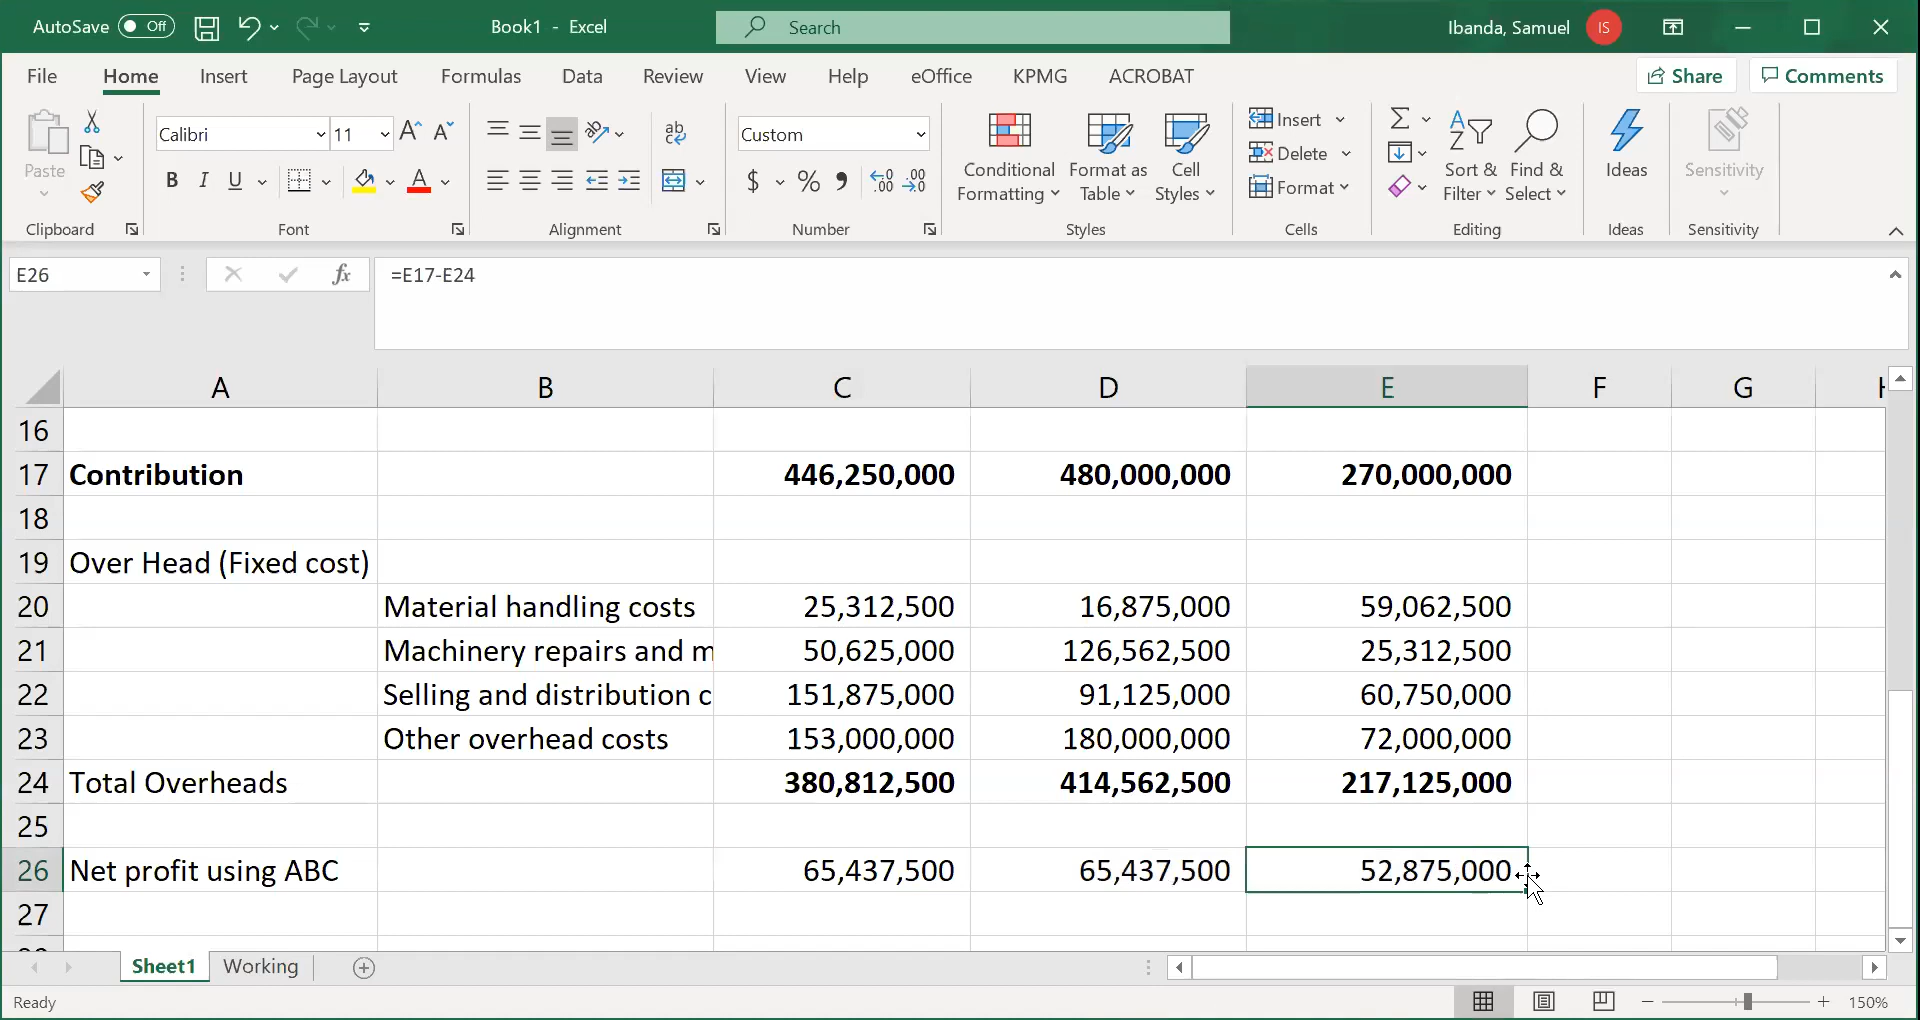 AutoSave Off Book1 - Excel Search Ibanda, Samuel IS
File Home Insert Page Layout Formulas Data Review View Help eOffice KPMG ACROBAT Share Comments
Paste Calibri 11 A A ab Custom Conditional Formatting Format as Table Cell Styles Insert Sort & Filter Find & Select Ideas Sensitivity
B I U A $ % .00 .00 Delete
Format
Clipboard Font Alignment Number Styles Cells Editing Ideas Sensitivity
E26 fx =E17-E24
A B C D E F G
16
17 Contribution 446,250,000 480,000,000 270,000,000
18
19 Over Head (Fixed cost)
20 Material handling costs 25,312,500 16,875,000 59,062,500
21 Machinery repairs and m 50,625,000 126,562,500 25,312,500
22 Selling and distribution c 151,875,000 91,125,000 60,750,000
23 Other overhead costs 153,000,000 180,000,000 72,000,000
24 Total Overheads 380,812,500 414,562,500 217,125,000
25
26 Net profit using ABC 65,437,500 65,437,500 52,875,000
27
Sheet1 Working
Ready 150%